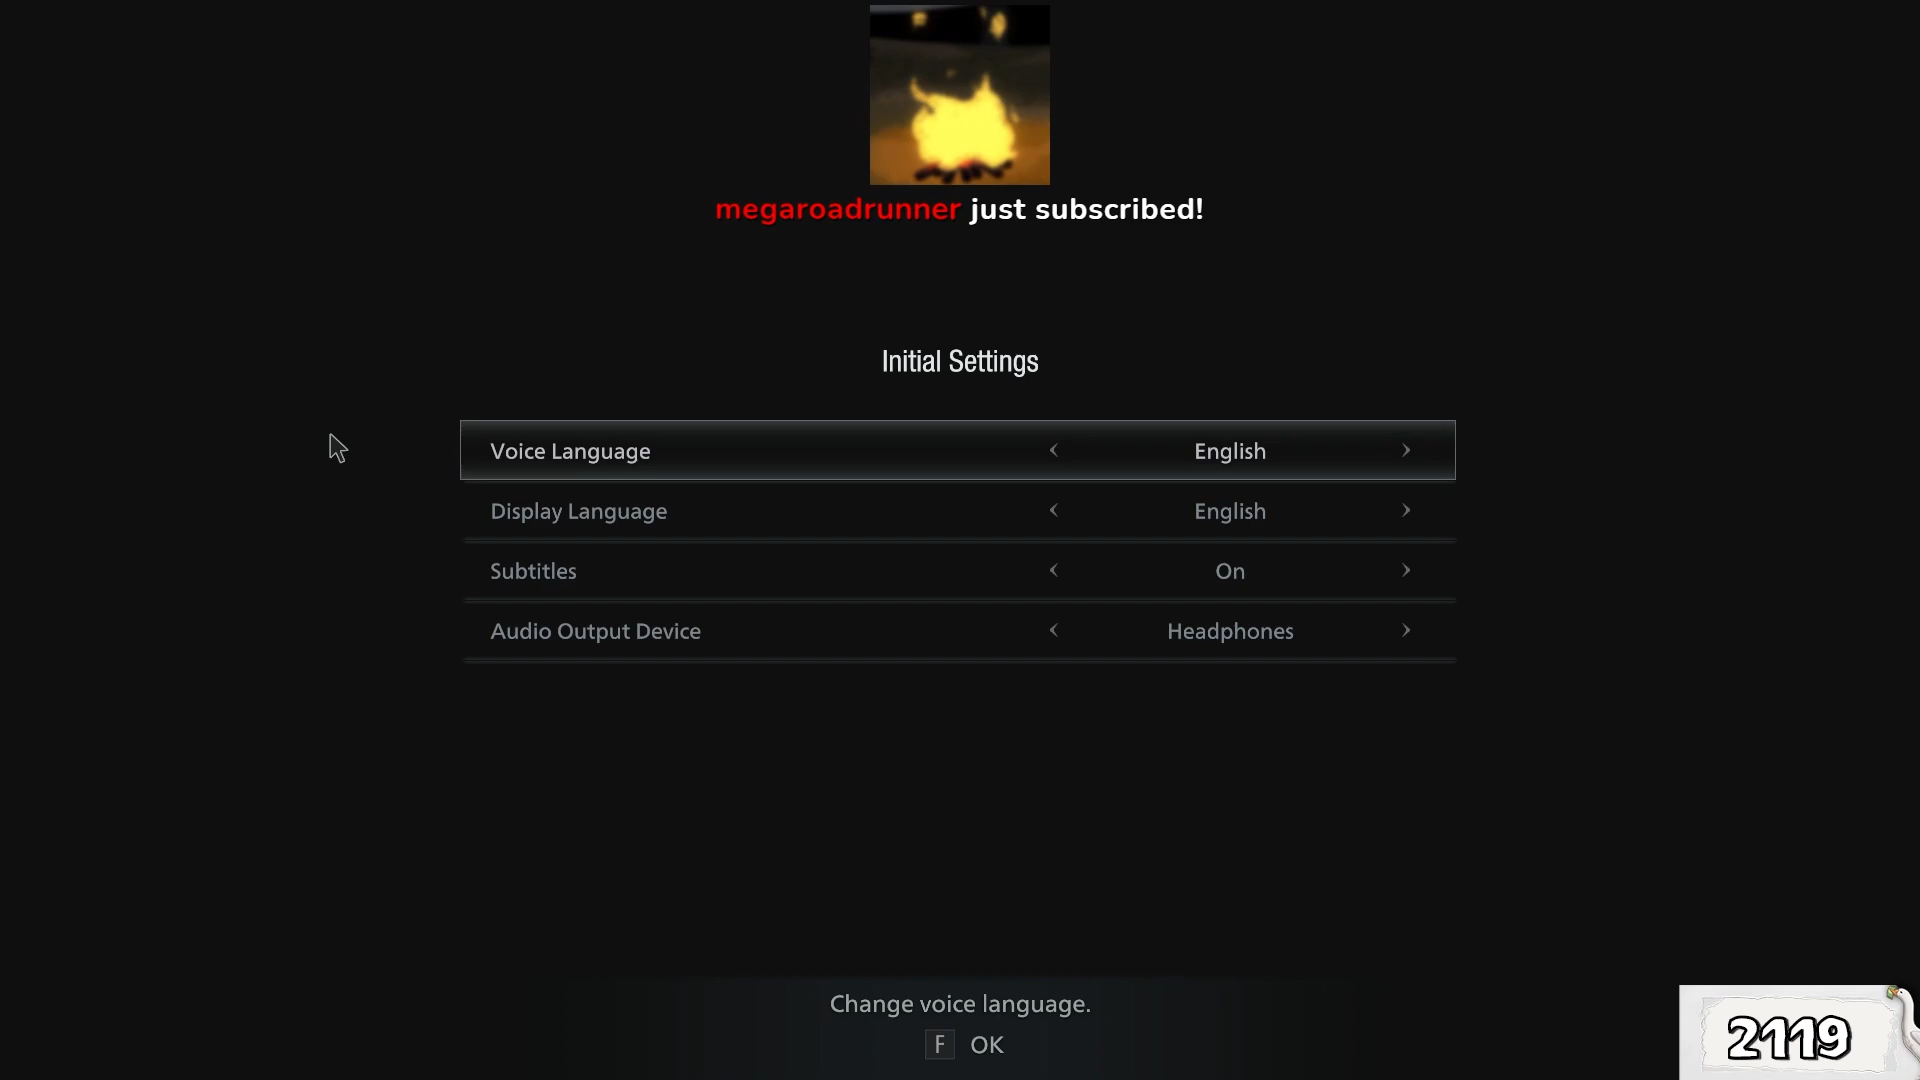 megaroadrunner just subscribed!
Initial Settings
Voice Language English
Display Language English
Subtitles On
Audio Output Device Headphones
Change voice language.
F OK
2119